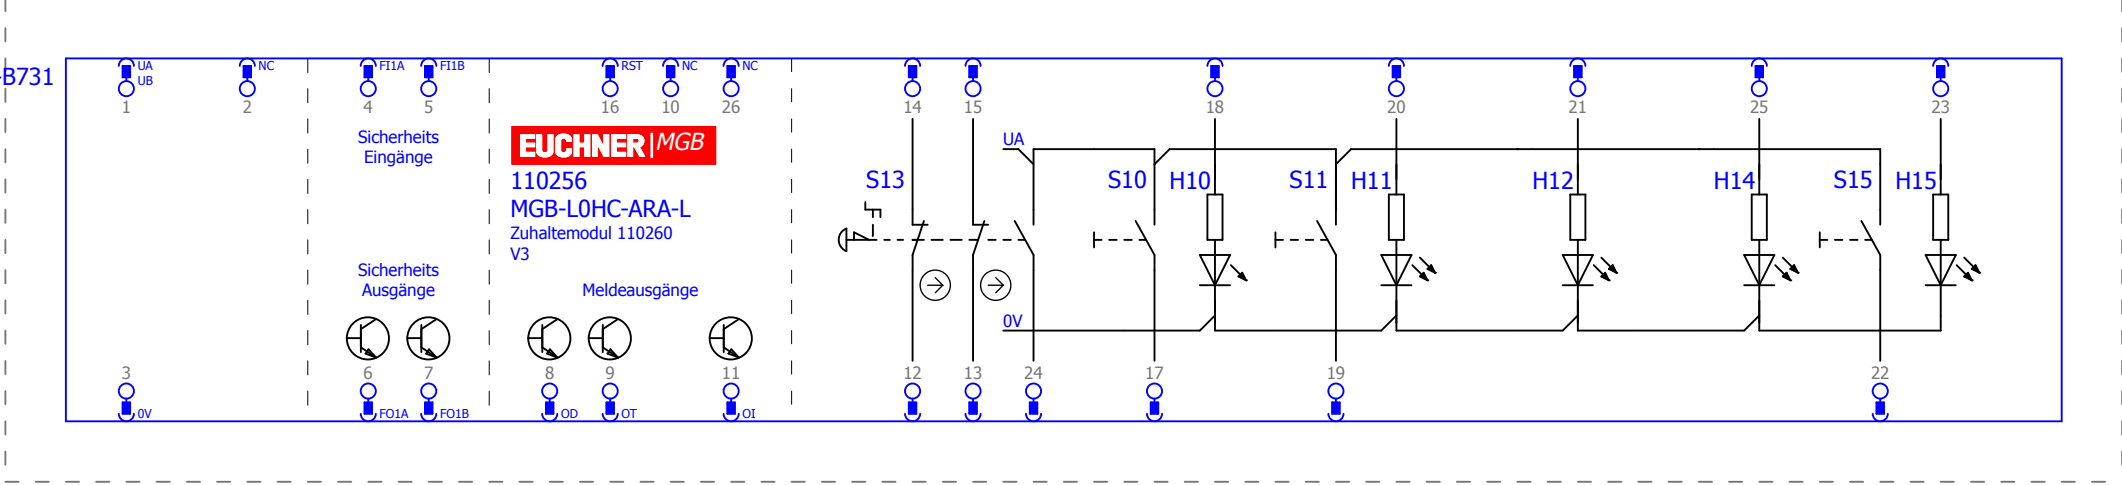 -B731
UA
UB
NC
FI1A
FI1B
RST
NC
NC
1
2
4
5
16
10
26
14
15
18
20
21
25
23
Sicherheits
Eingänge
EUCHNER|MGB
110256
MGB-L0HC-ARA-L
Zuhaltemodul 110260
V3
UA
S13
S10
H10
S11
H11
H12
H14
S15
H15
Sicherheits
Ausgänge
Meldeausgänge
0V
3
6
7
8
9
11
12
13
24
17
19
22
0V
FO1A
FO1B
OD
OT
OI